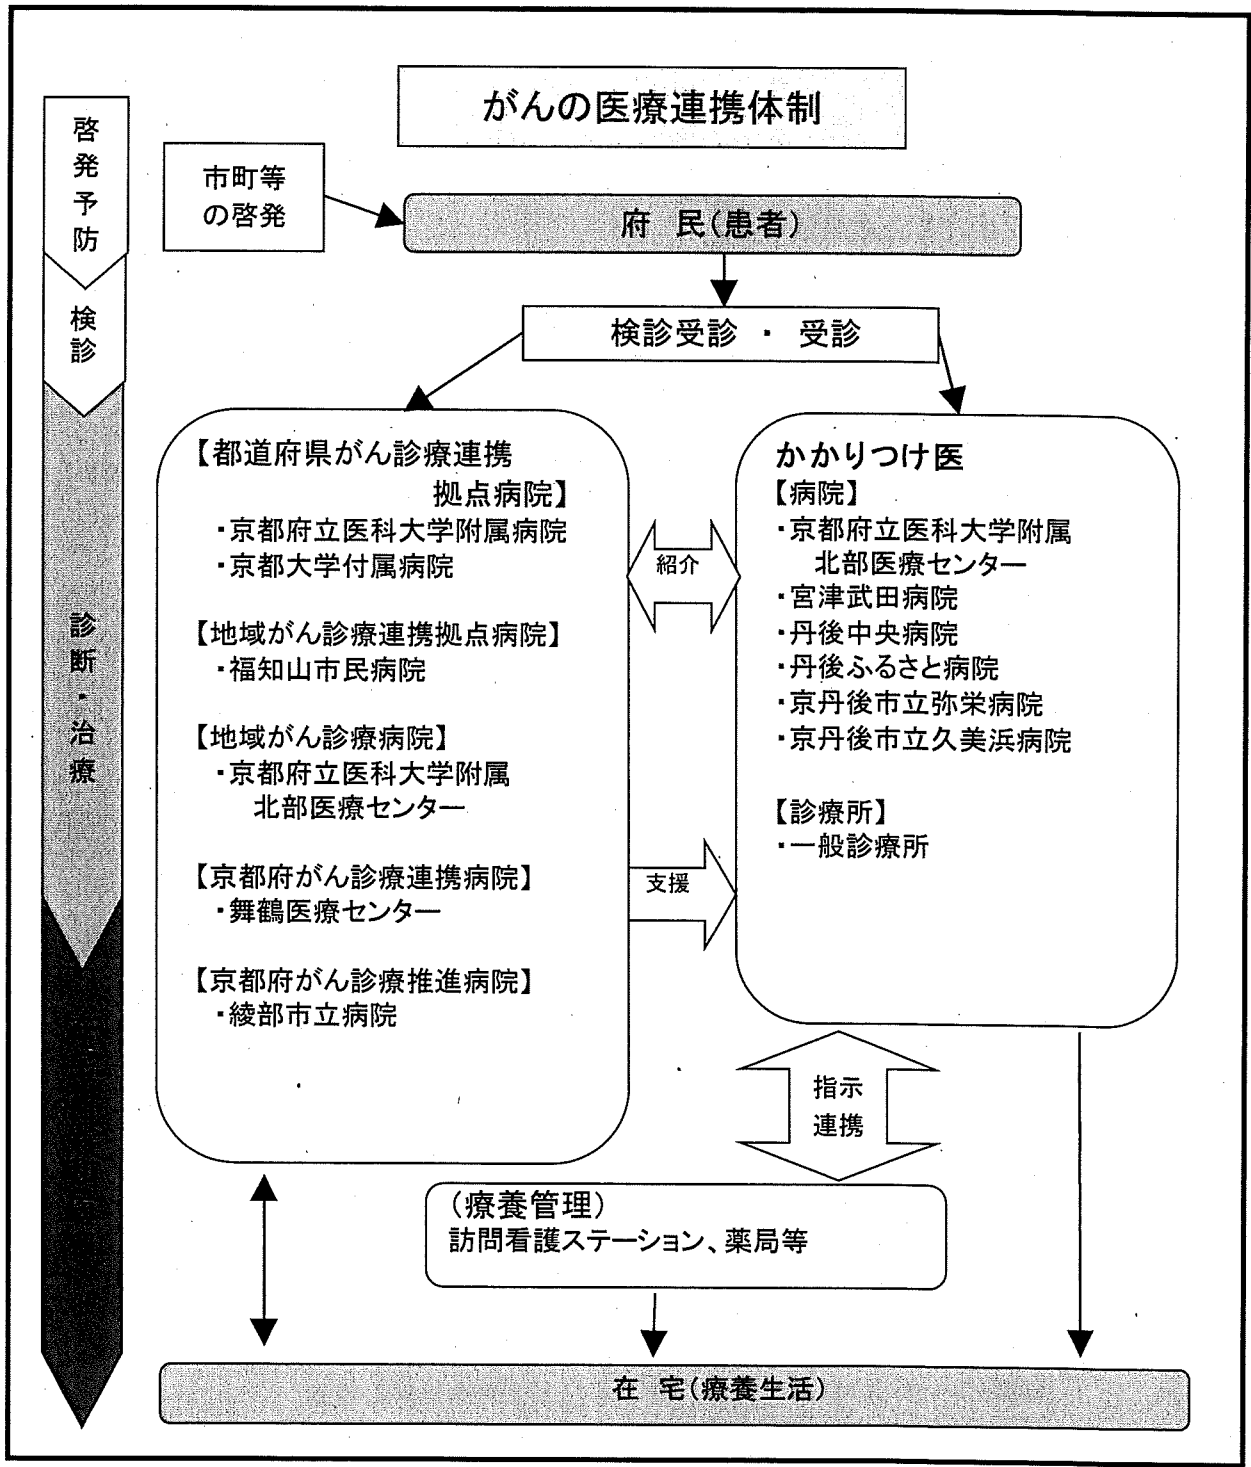 がんの医療連携体制
啓発予防
市町等
の啓発
府 民(患者)
検診
検診受診 ・ 受診
【都道府県がん診療連携
拠点病院】
・京都府立医科大学附属病院
・京都大学付属病院
【地域がん診療連携拠点病院】
・福知山市民病院
【地域がん診療病院】
・京都府立医科大学附属
北部医療センター
【京都府がん診療連携病院】
・舞鶴医療センター
【京都府がん診療推進病院】
・綾部市立病院
紹介
支援
かかりつけ医
【病院】
・京都府立医科大学附属
北部医療センター
・宮津武田病院
・丹後中央病院
・丹後ふるさと病院
・京丹後市立弥栄病院
・京丹後市立久美浜病院
【診療所】
・一般診療所
診断・治療
指示
連携
(療養管理)
訪問看護ステーション、薬局等
在 宅(療養生活)